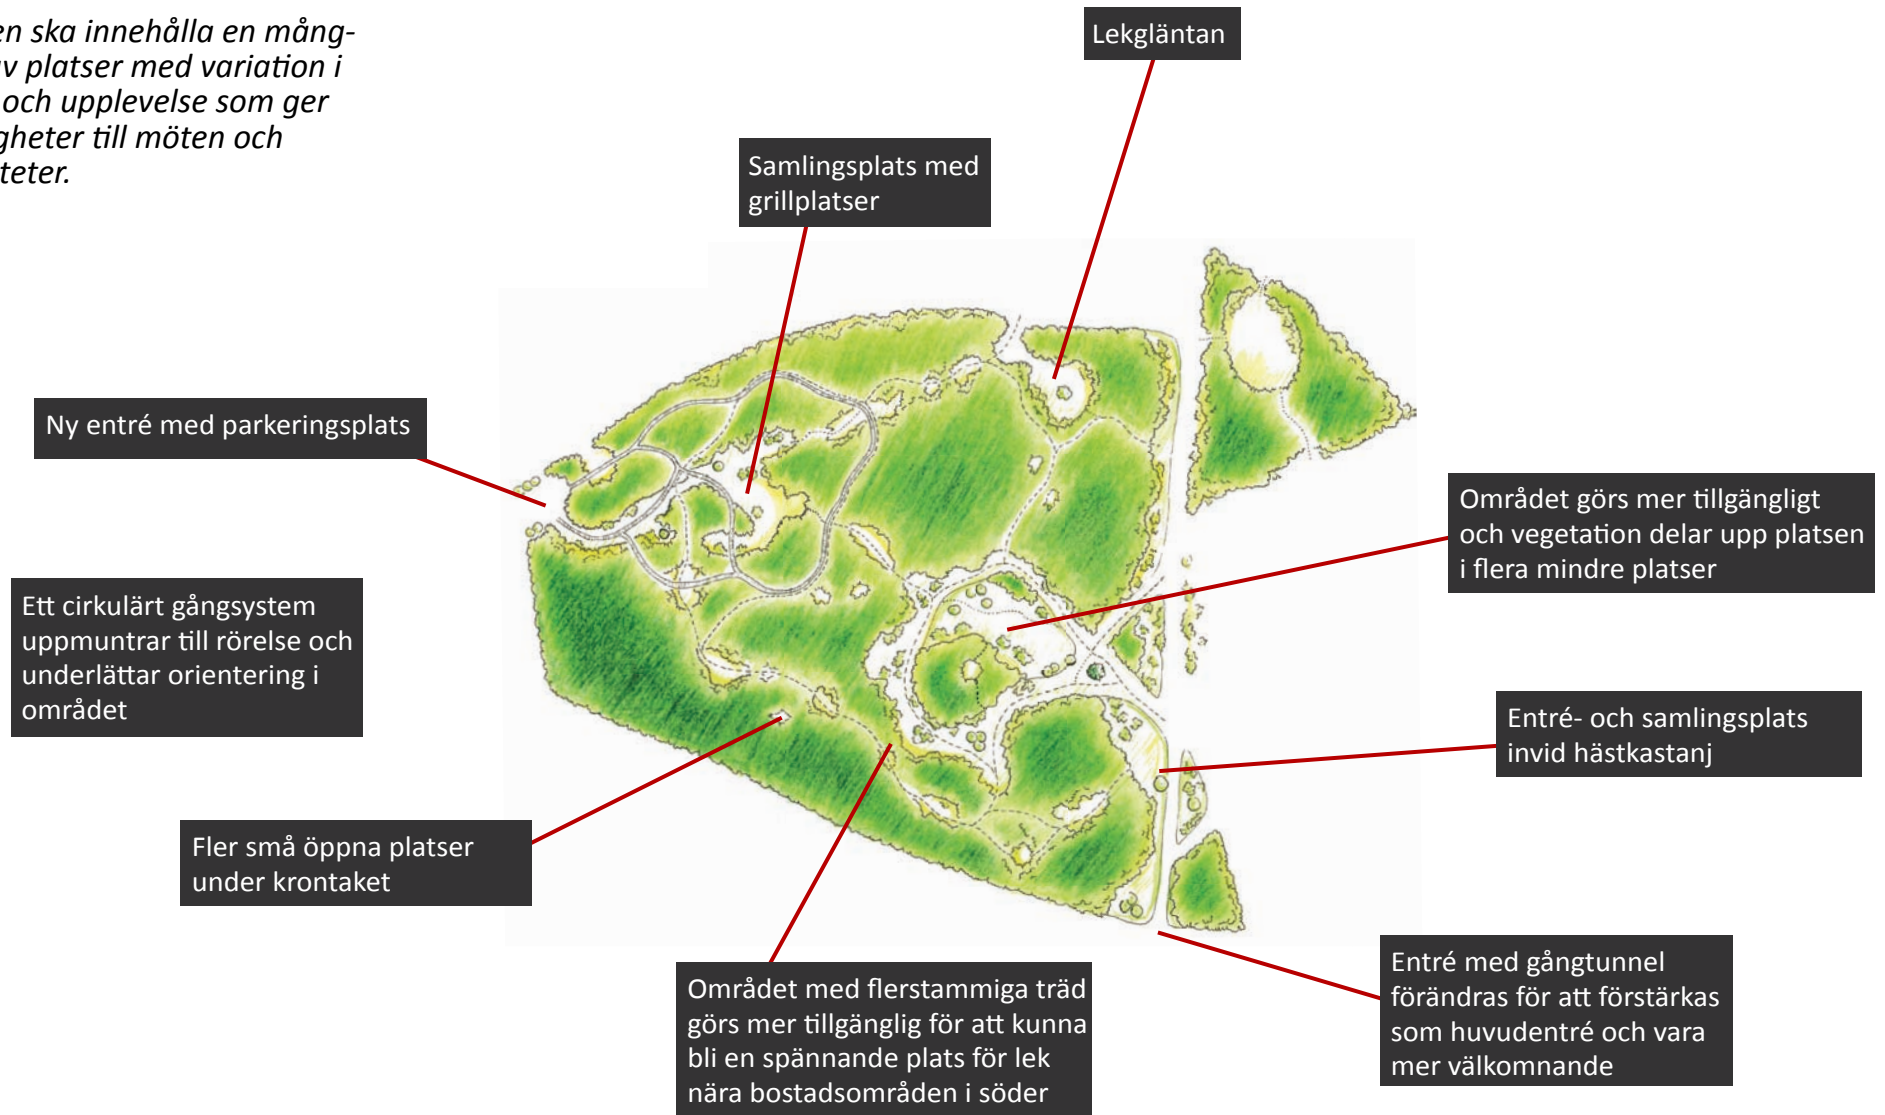 en ska innehålla en mång-
av platser med variation i
och upplevelse som ger
gheter till möten och
teter.
Lekgläntan
Samlingsplats med
grillplatser
Ny entré med parkeringsplats
Området görs mer tillgängligt
och vegetation delar upp platsen
i flera mindre platser
Ett cirkulärt gångsystem
uppmuntrar till rörelse och
underlättar orientering i
området
Entré- och samlingsplats
invid hästkastanj
Fler små öppna platser
under krontaket
Området med flerstammiga träd
görs mer tillgänglig för att kunna
bli en spännande plats för lek
nära bostadsområden i söder
Entré med gångtunnel
förändras för att förstärkas
som huvudentré och vara
mer välkomnande